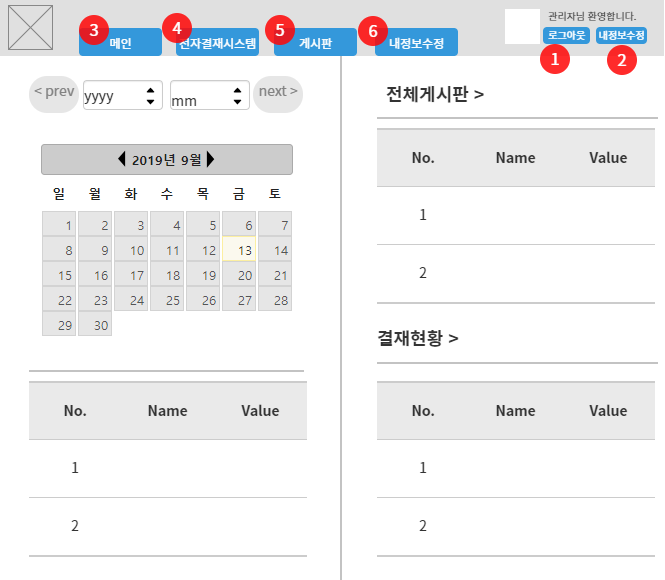 관리자님 환영합니다.
3 4 5 6
메인 전자결재시스템 게시판 내정보수정 로그아웃 내정보수정
1 2
< prev yyyy mm next >
2019년 9월
일 월 화 수 목 금 토
1 2 3 4 5 6 7
8 9 10 11 12 13 14
15 16 17 18 19 20 21
22 23 24 25 26 27 28
29 30
No. Name Value
1
2
전체게시판 >
No. Name Value
1
2
결재현황 >
No. Name Value
1
2